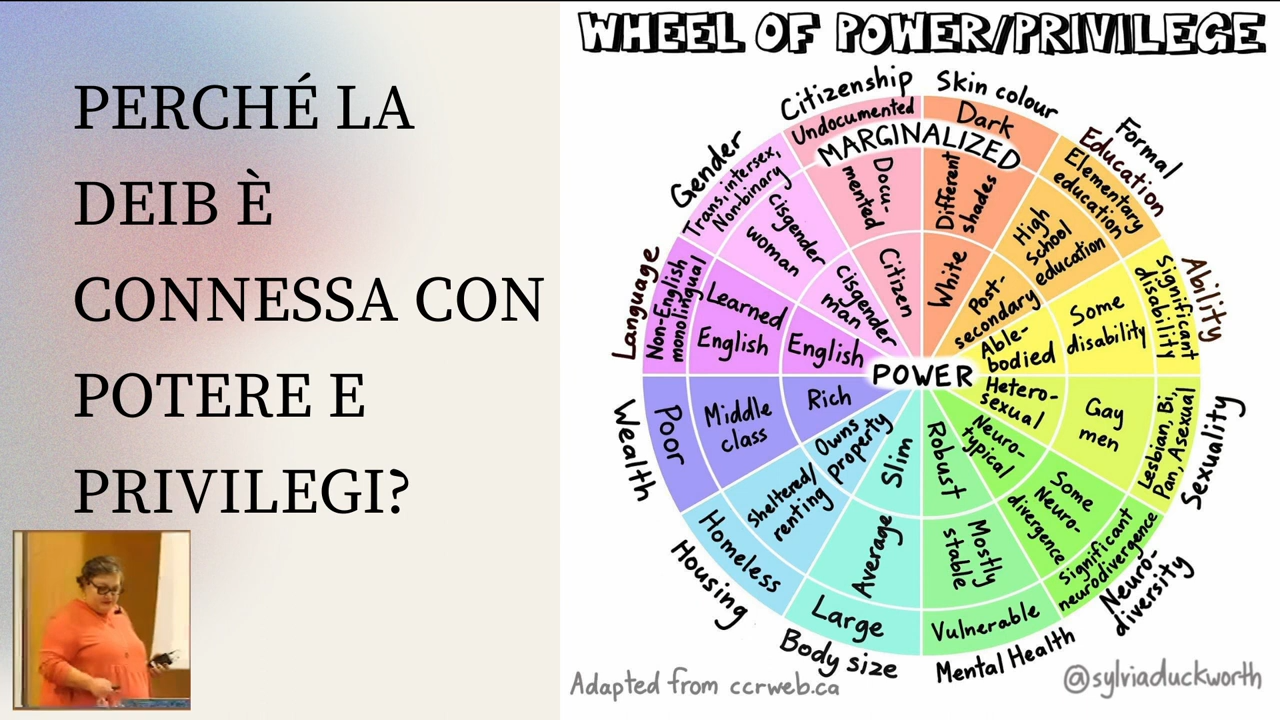 PERCHÉ LA
DEIB È
CONNESSA CON
POTERE E
PRIVILEGI?
WHEEL OF POWER/PRIVILEGE
Citizenship
Undocumented
Docu-
mented
Citizen
Skin colour
Dark
Different
shades
White
MARGINALIZED
Formal
Education
Elementary
education
High
school
education
Post-
secondary
Ability
Significant
disability
Some
disability
Able-
bodied
Sexuality
Lesbian, Bi,
Pan, Asexual
Gay
men
Hetero-
sexual
Neuro-
diversity
Significant
neurodivergence
Some
Neuro-
divergence
Neuro-
typical
Mental Health
Vulnerable
Mostly
stable
Robust
Body size
Large
Average
Slim
Housing
Homeless
Sheltered/
renting
Owns
property
Wealth
Poor
Middle
class
Rich
Language
Non-English
monolingual
Learned
English
English
Gender
Trans, intersex,
Non-binary
cisgender
woman
cisgender
man
POWER
Adapted from ccrweb.ca
@sylviaduckworth